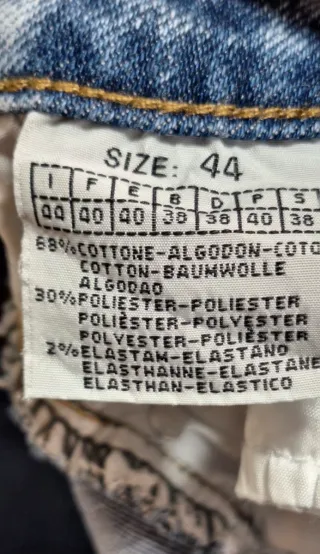 SIZE: 44
I F E B D P S
44 40 40 38 38 40 38
68% COTTONE-ALGODON-COTO
COTTON-BAUMWOLLE
ALGODAO
30% POLIESTER-POLIESTER
POLIÈSTER-POLYESTER
POLYESTER-POLIÉSTER
2% ELASTAM-ELASTANO
ELASTHANNE-ELASTANE
ELASTHAN-ELASTICO